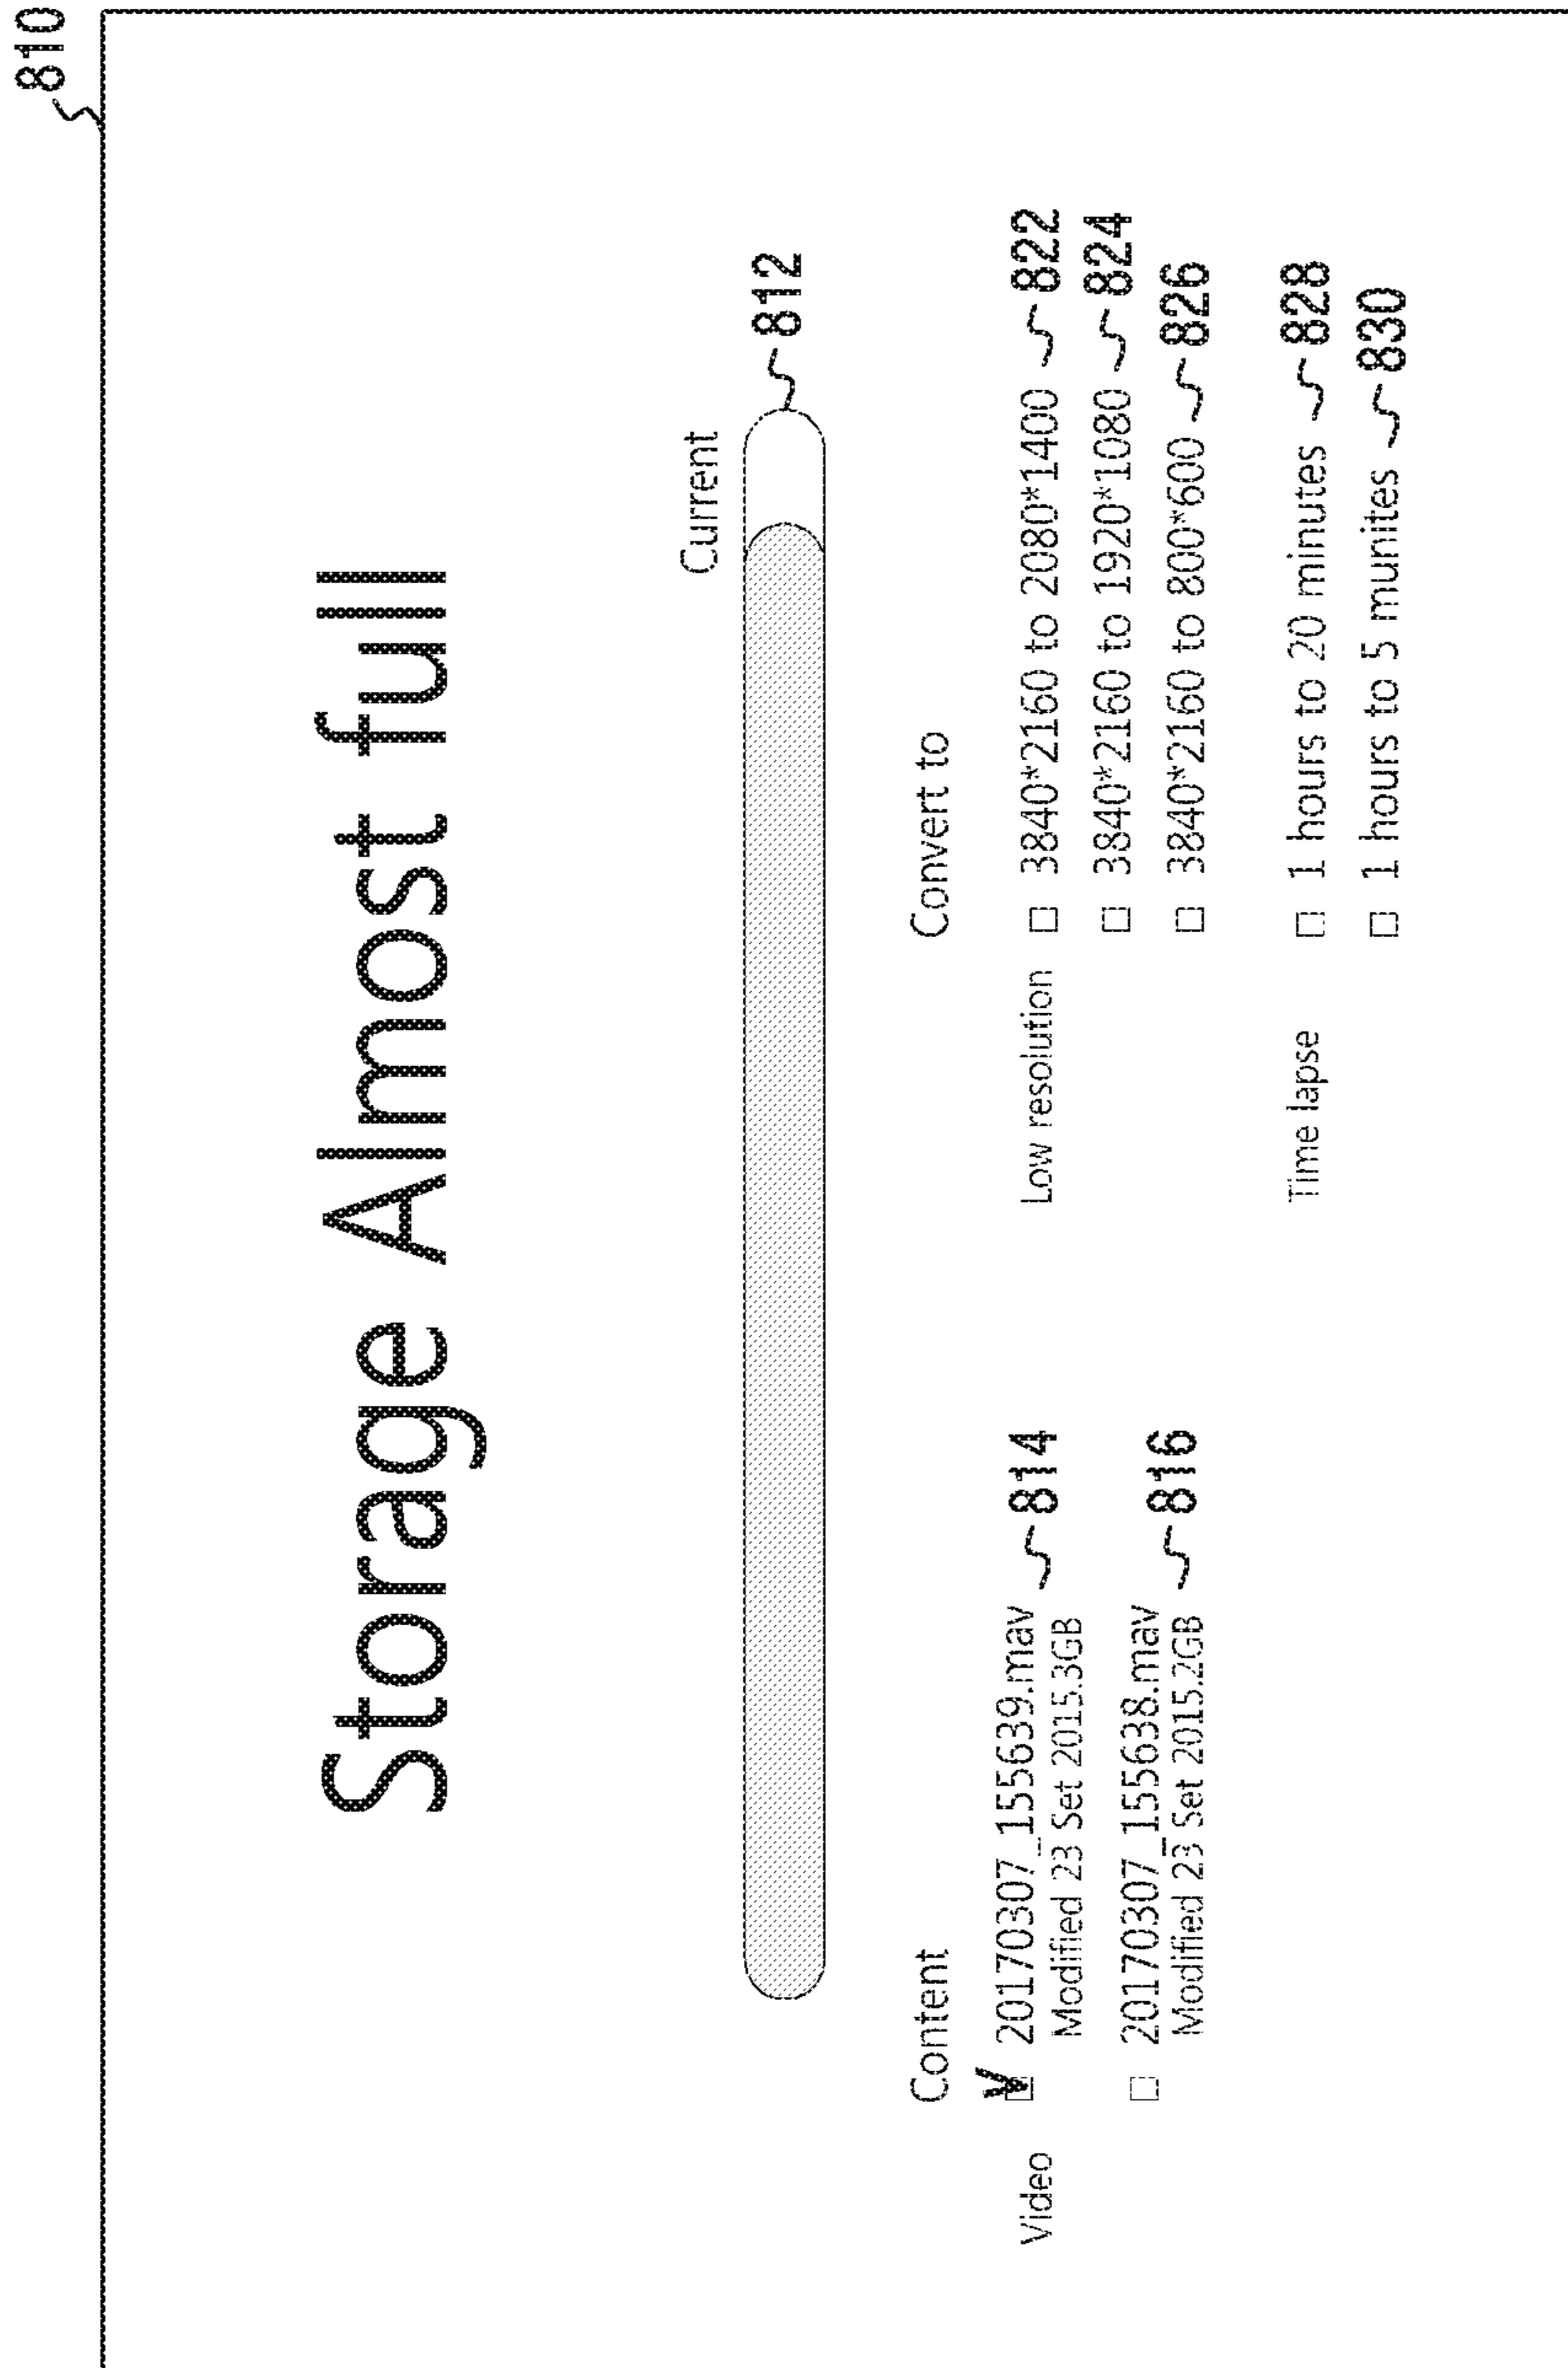 810
Storage Almost full
Current
812
Content
Convert to
Video
20170307_155639.mav 814
Modified 23 Set 2015.3GB
20170307_155638.mav
Modified 23 Set 2015.2GB 816
Low resolution
3840*2160 to 2080*1400 822
3840*2160 to 1920*1080 824
3840*2160 to 800*600 826
Time lapse
1 hours to 20 minutes 828
1 hours to 5 munites 830